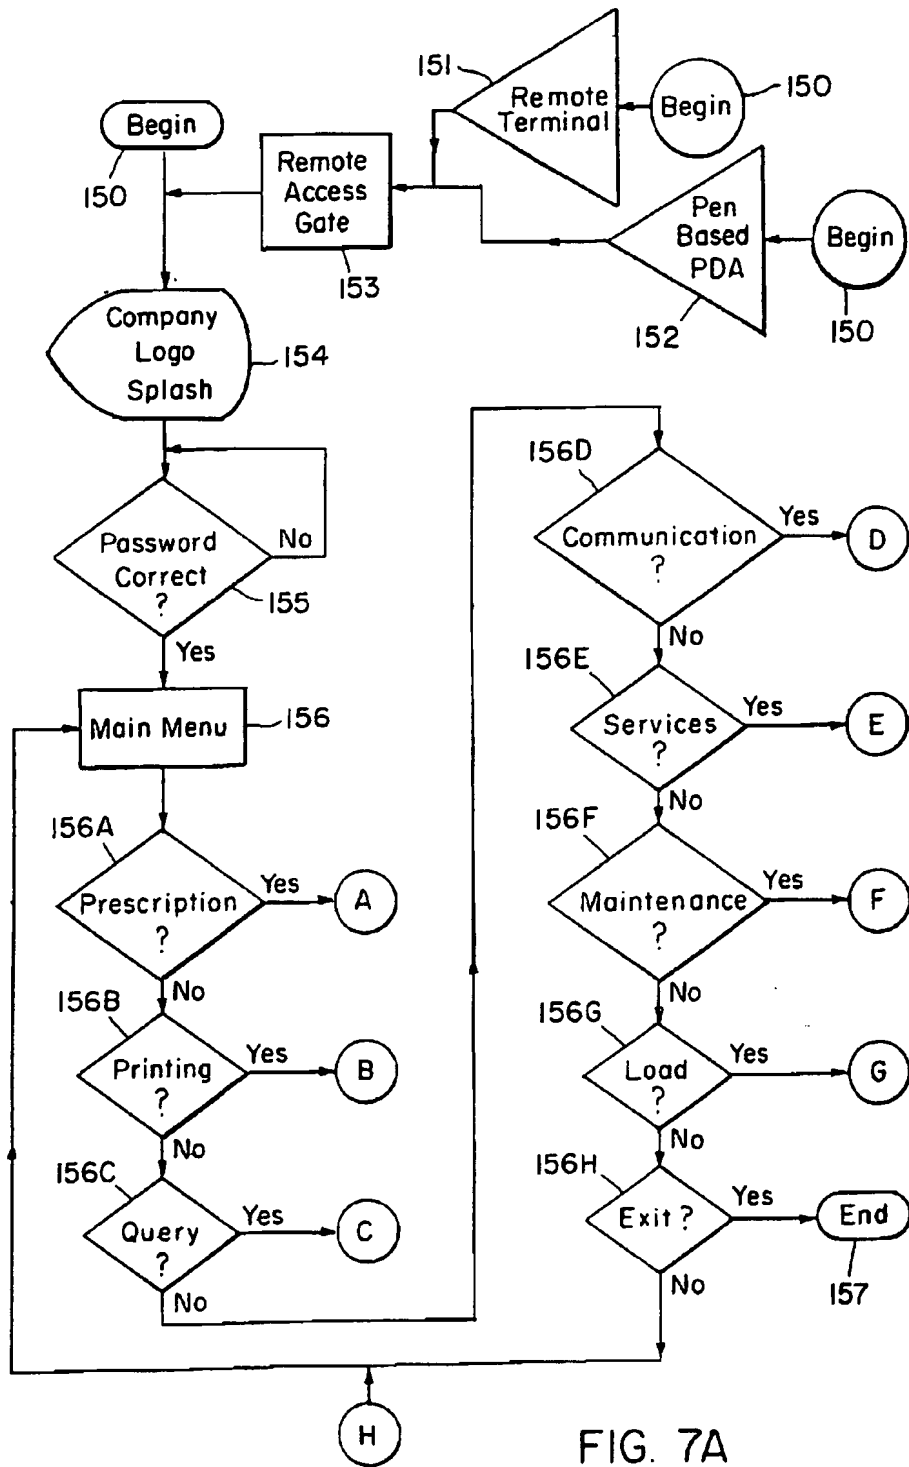 151
Remote
Terminal
Begin
150
Begin
150
Remote
Access
Gate
153
Pen
Based
PDA
152
Begin
150
Company
Logo
Splash
154
Password
Correct
?
155
No
Yes
Main Menu
156
156A
Prescription
?
Yes
A
No
156B
Printing
?
Yes
B
No
156C
Query
?
Yes
C
No
156D
Communication
?
Yes
D
No
156E
Services
?
Yes
E
No
156F
Maintenance
?
Yes
F
No
156G
Load
?
Yes
G
No
156H
Exit ?
Yes
End
157
No
H
FIG. 7A